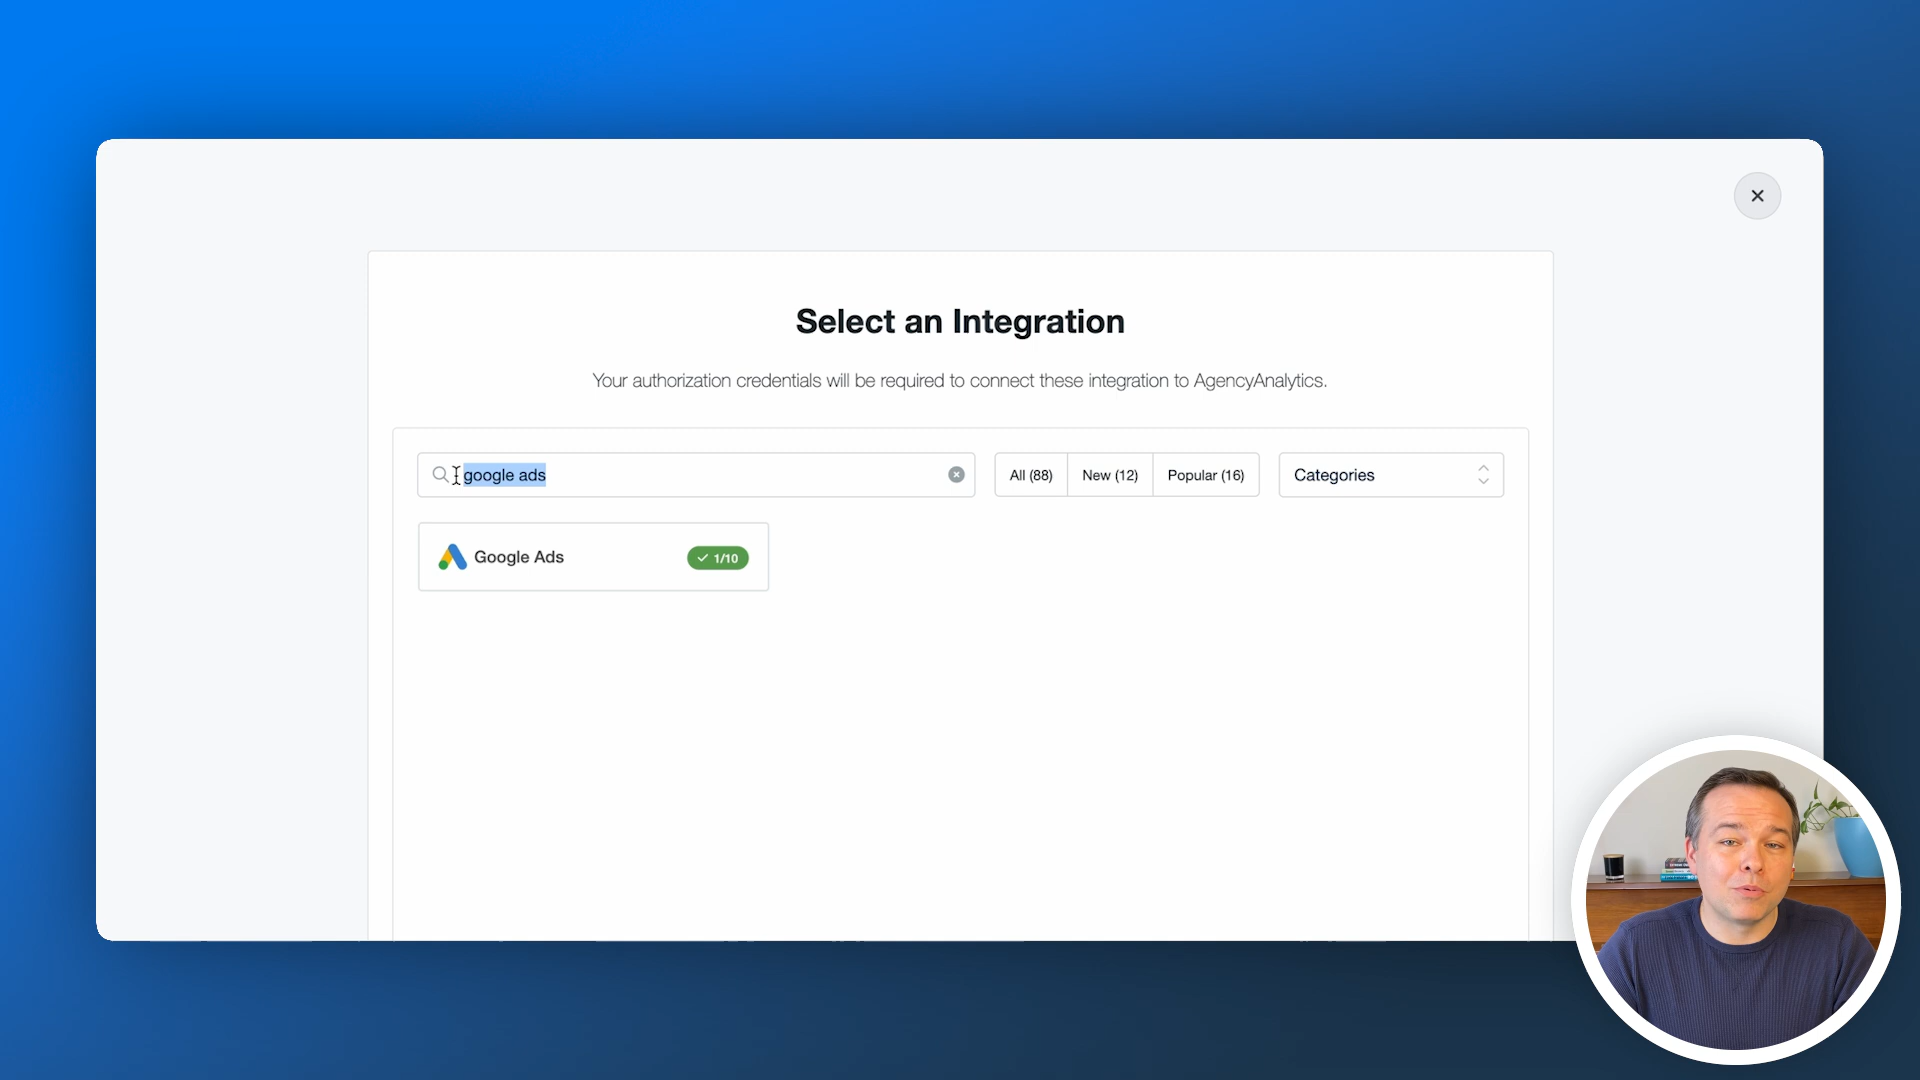 Select an Integration
Your authorization credentials will be required to connect these integration to AgencyAnalytics.
google ads
All (88)
New (12)
Popular (16)
Categories
Google Ads
1/10